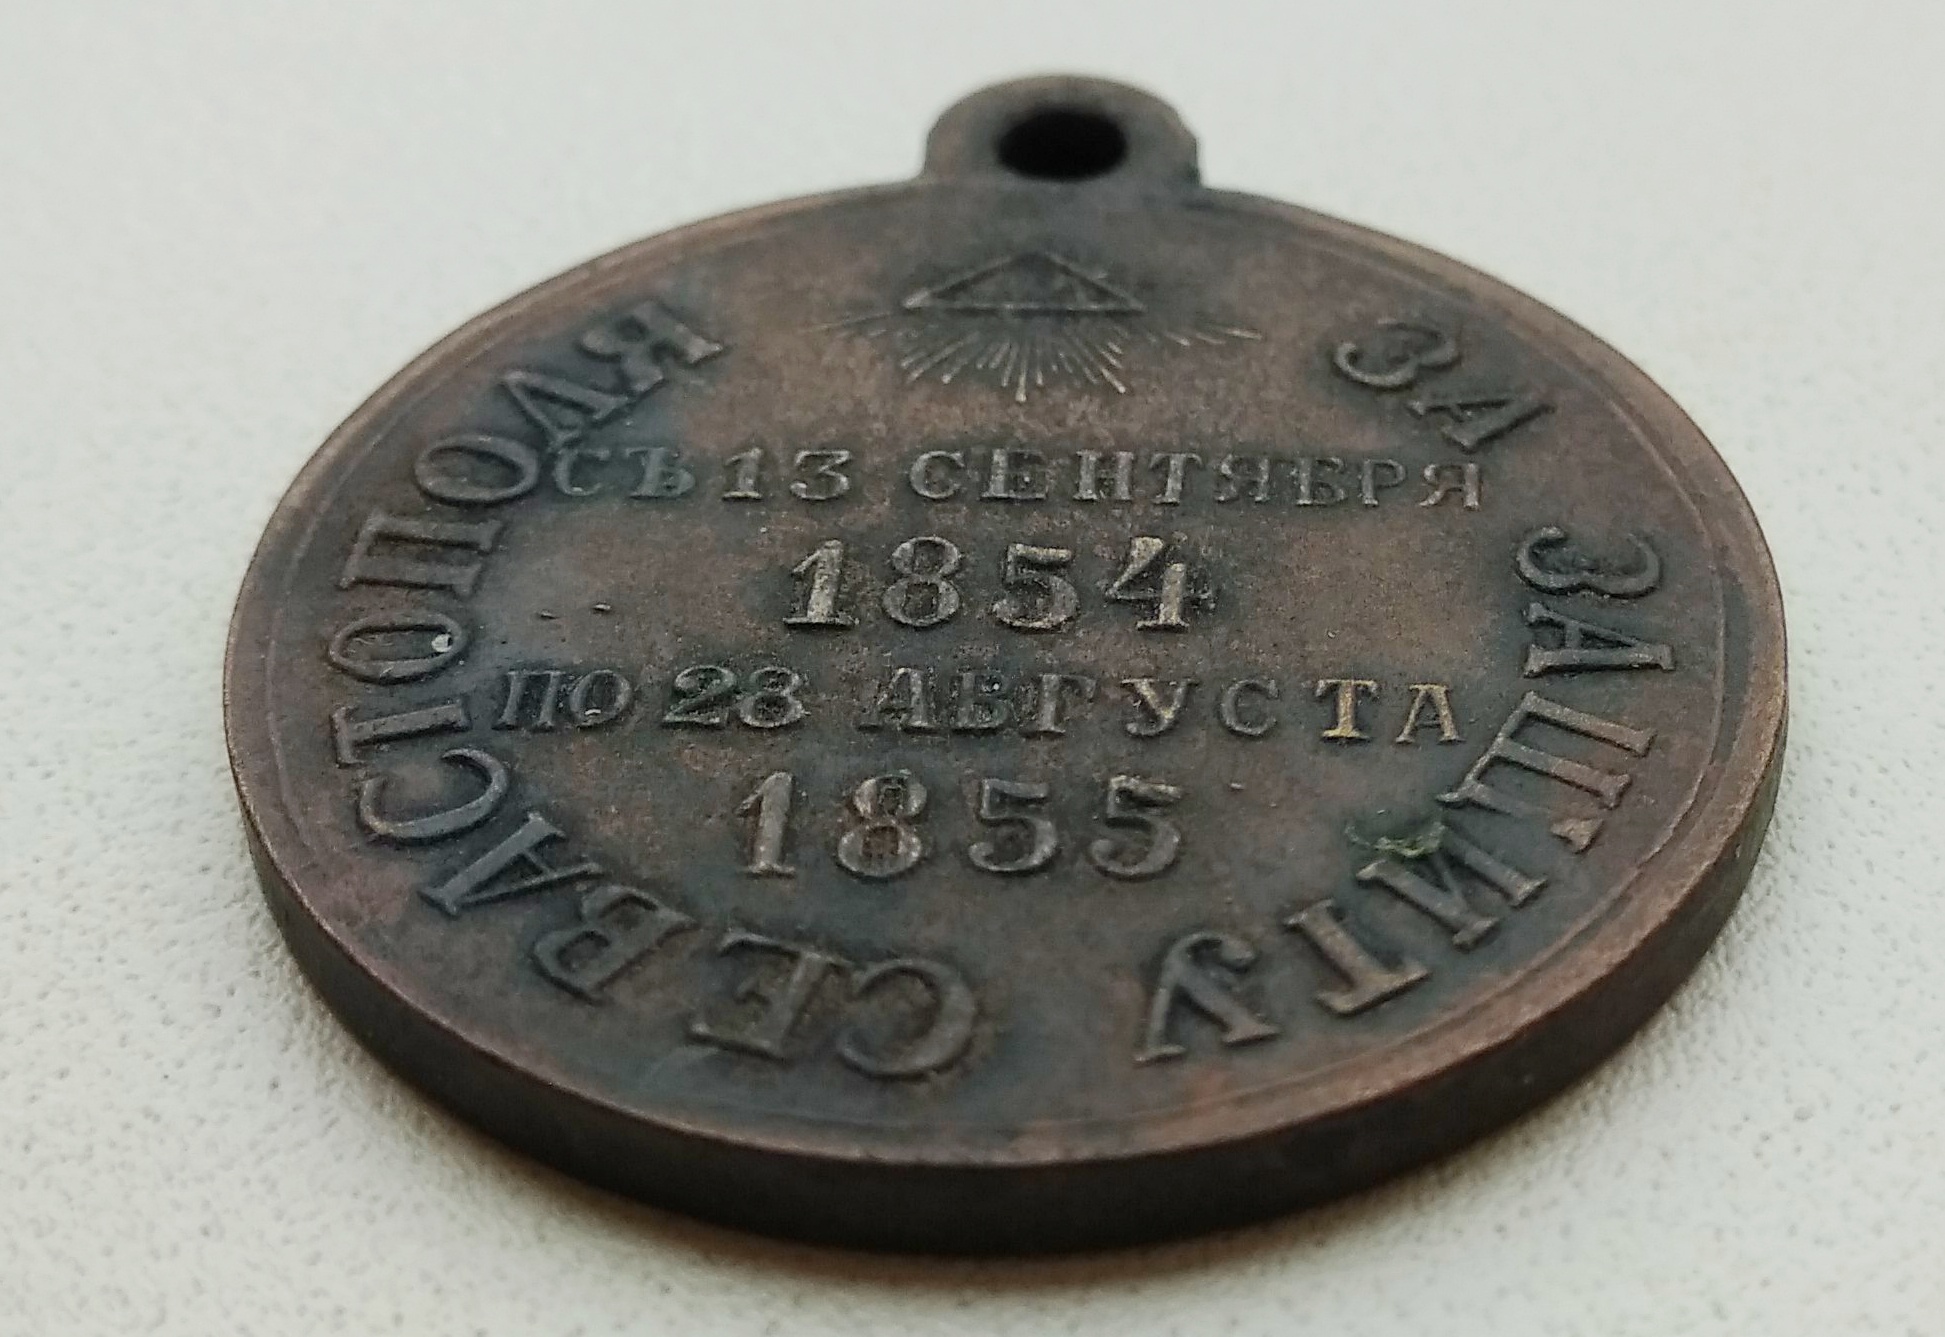 ЗА ЗАЩИТУ СЕВАСТОПОЛЯ
СЪ 13 СЕНТЯБРЯ
1854
ПО 28 АВГУСТА
1855